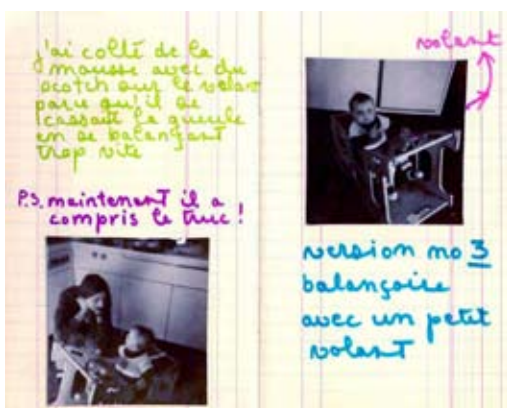 j'ai collé de la
mousse avec du
scotch sur le volant
parce qu'il se
cassait la gueule
en se balançant
trop vite
P.S. maintenant il a
compris le truc !
volant
version no 3
balançoire
avec un petit
volant